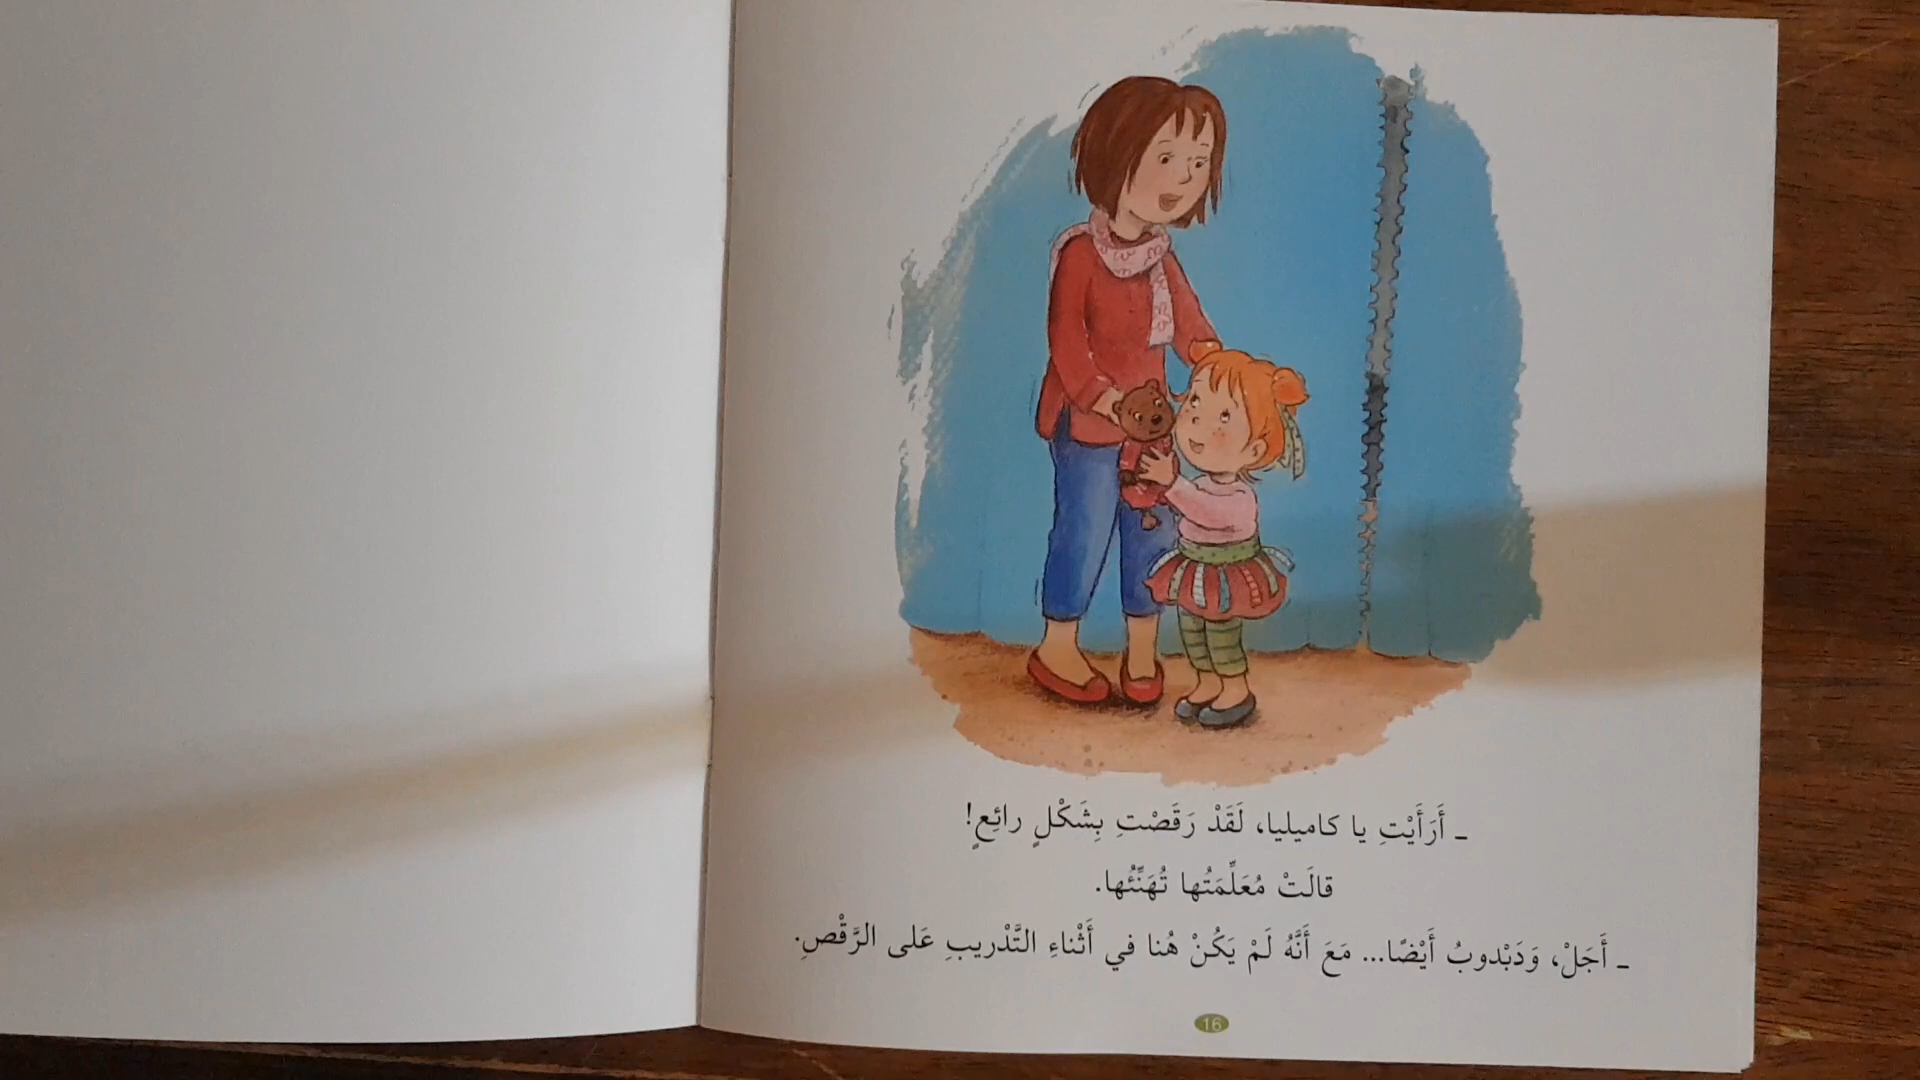 ـ أَرَأَيْتِ يا كاميليا، لَقَدْ رَقَصْتِ بِشَكْلٍ رائِعٍ!
قالَتْ مُعَلِّمَتُها تُهَنِّئُها.
ـ أَجَلْ، وَدَبْدوبُ أَيْضًا... مَعَ أَنَّهُ لَمْ يَكُنْ هُنا في أَثْناءِ التَّدْريبِ عَلى الرَّقْصِ.
16